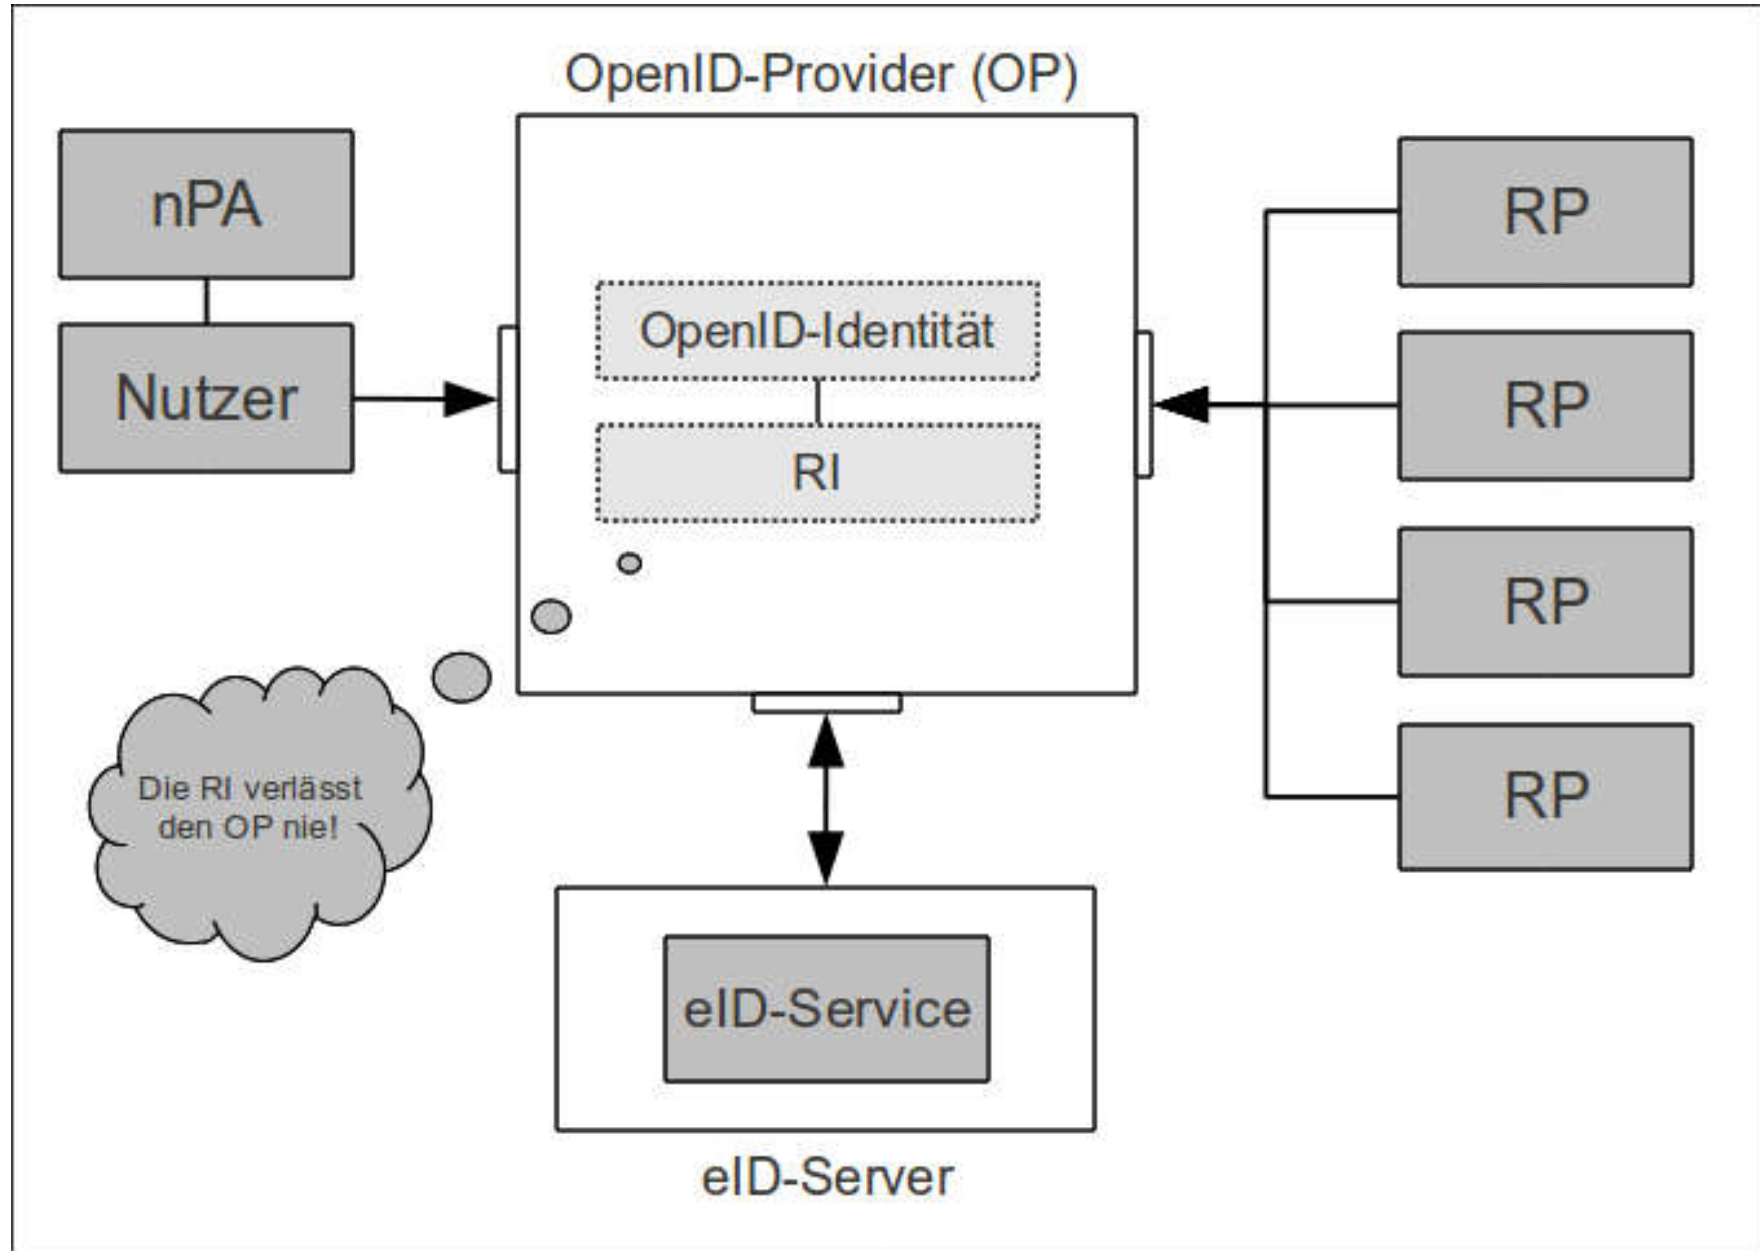 OpenID-Provider (OP)
nPA
Nutzer
OpenID-Identität
RI
RP
RP
RP
RP
Die RI verlässt
den OP nie!
eID-Service
eID-Server